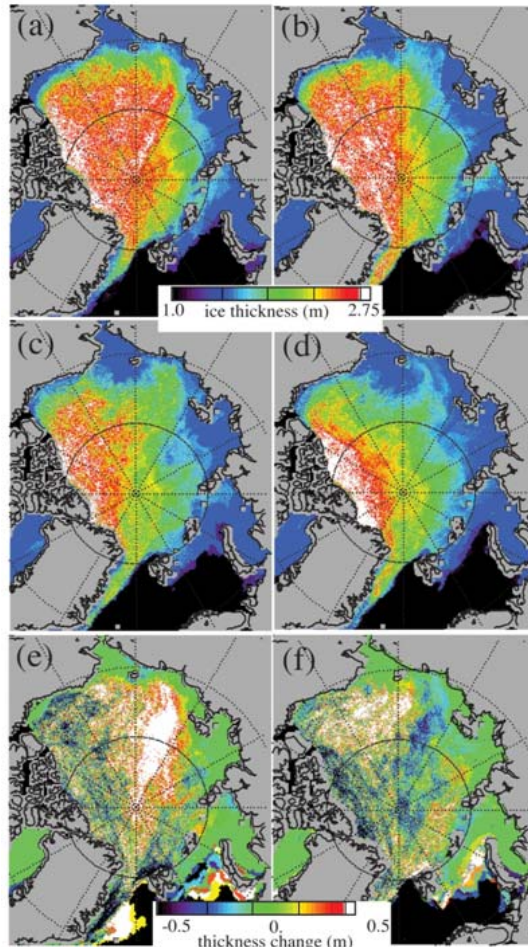 (a)
(b)
1.0 ice thickness (m) 2.75
(c)
(d)
(e)
(f)
-0.5 0. 0.5
thickness change (m)